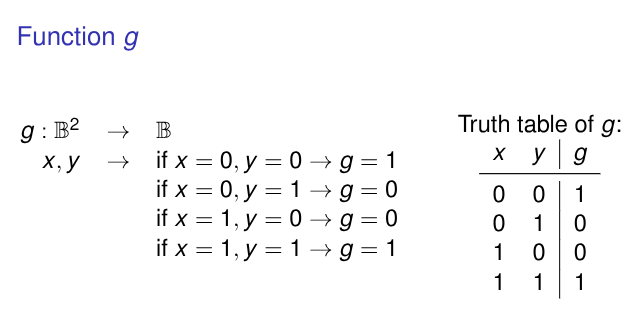 Function g
g : 𝔹² → 𝔹
x, y → if x = 0, y = 0 → g = 1
if x = 0, y = 1 → g = 0
if x = 1, y = 0 → g = 0
if x = 1, y = 1 → g = 1
Truth table of g:
x y g
0 0 1
0 1 0
1 0 0
1 1 1